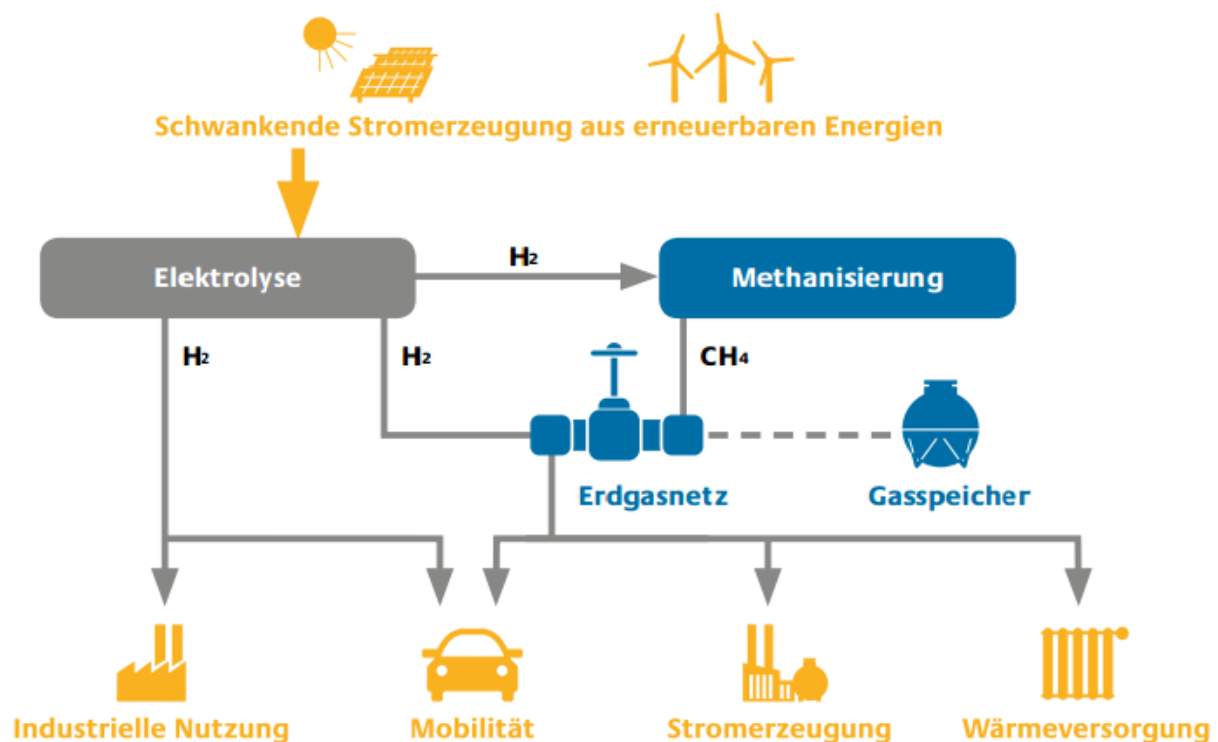 Schwankende Stromerzeugung aus erneuerbaren Energien
Elektrolyse
H2
Methanisierung
H2
H2
CH4
Erdgasnetz
Gasspeicher
Industrielle Nutzung
Mobilität
Stromerzeugung
Wärmeversorgung